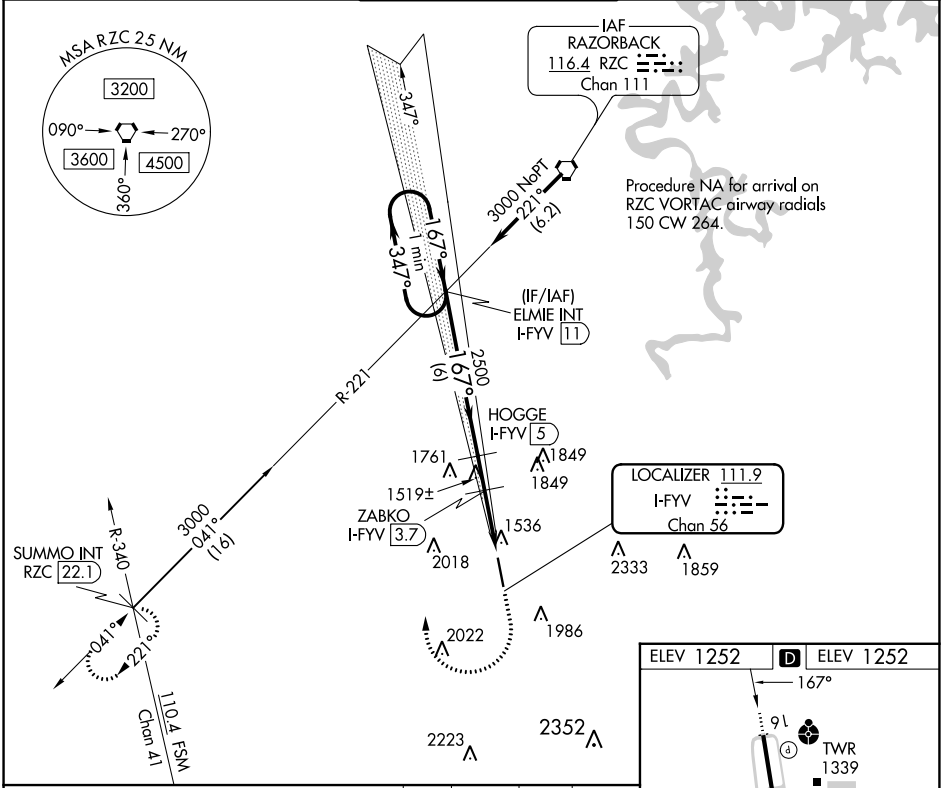 MSA RZC 25 NM
3200
090°
270°
3600
4500
360°
IAF
RAZORBACK
116.4 RZC
Chan 111
347°
3000 NoPT
221°
(6.2)
Procedure NA for arrival on
RZC VORTAC airway radials
150 CW 264.
167°
1 min
347°
(IF/IAF)
ELMIE INT
I-FYV 11
2500
167°
(6)
R-221
HOGGE
I-FYV 5
1761
1849
1849
1519±
ZABKO
I-FYV 3.7
1536
2018
LOCALIZER 111.9
I-FYV
Chan 56
2333
1859
3000
041°
(16)
R-340
SUMMO INT
RZC 22.1
041°
221°
110.4 FSM
Chan 41
2022
1986
2223
2352
ELEV 1252
D
ELEV 1252
167°
16
P
TWR
1339